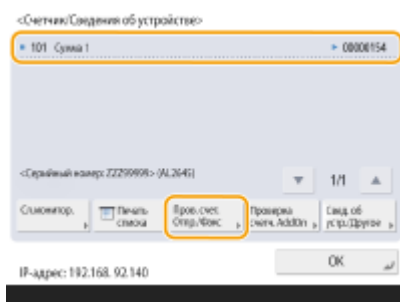 <Счетчик/Сведения об устройстве>
101 Сумма 1 00000154
<Серийный номер: ZZZ99999> (AL2645)
1/1
Сч.монитор. Печать списка Пров. счет. Отпр./Факс Проверка счетч. AddOn Свед. об устр./Другое
OK
IP-адрес: 192.168. 92.140